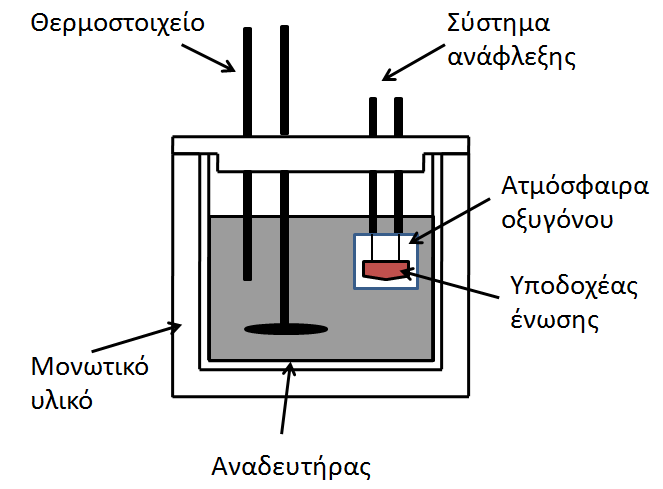 Θερμοστοιχείο
Σύστημα
ανάφλεξης
Ατμόσφαιρα
οξυγόνου
Υποδοχέας
ένωσης
Μονωτικό
υλικό
Αναδευτήρας